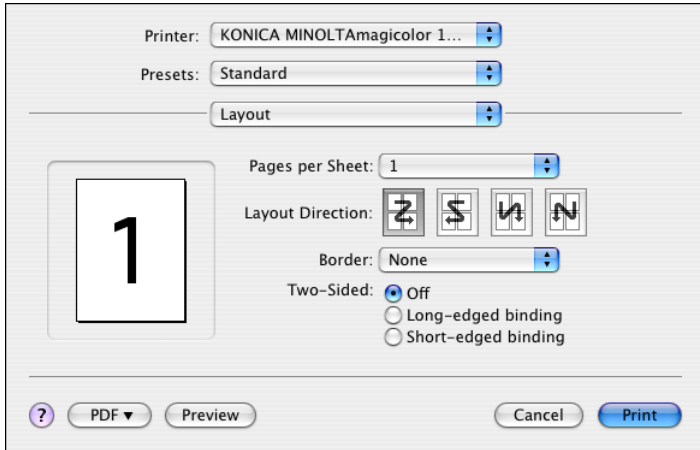 Printer: KONICA MINOLTAmagicolor 1...
Presets: Standard
Layout
Pages per Sheet: 1
1
Layout Direction:
Border: None
Two-Sided: Off
Long-edged binding
Short-edged binding
? PDF▼ Preview Cancel Print